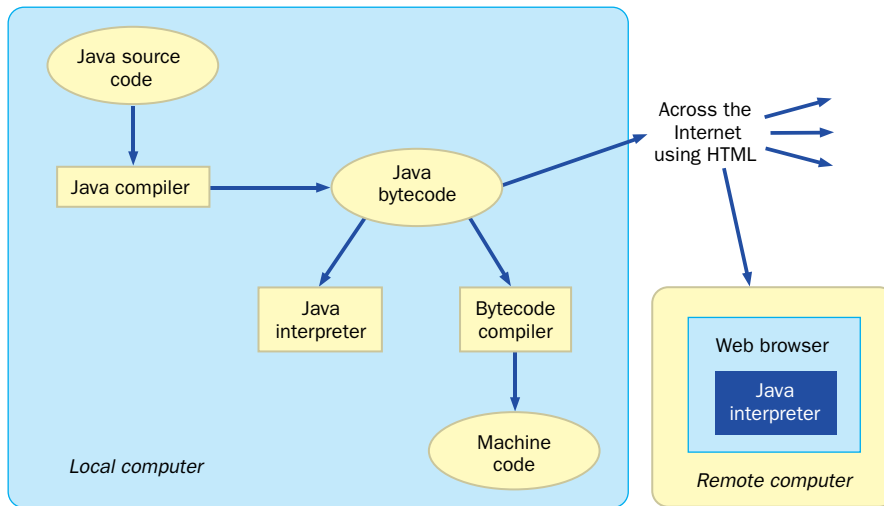 Java source
code
Java compiler
Java
bytecode
Across the
Internet
using HTML
Java
interpreter
Bytecode
compiler
Machine
code
Local computer
Web browser
Java
interpreter
Remote computer